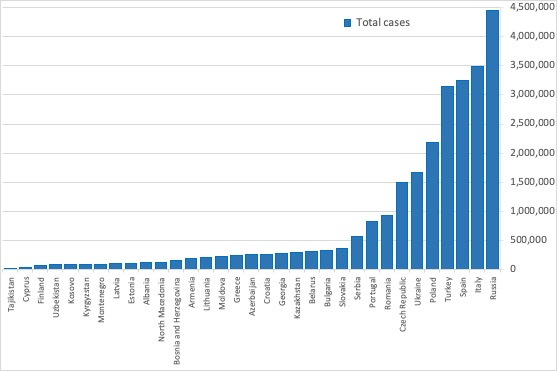 Total cases
4,500,000
4,000,000
3,500,000
3,000,000
2,500,000
2,000,000
1,500,000
1,000,000
500,000
0
Tajikistan
Cyprus
Finland
Uzbekistan
Kosovo
Kyrgyzstan
Montenegro
Latvia
Estonia
Albania
North Macedonia
Bosnia and Herzegovina
Armenia
Lithuania
Moldova
Greece
Azerbaijan
Croatia
Georgia
Kazakhstan
Belarus
Bulgaria
Slovakia
Serbia
Portugal
Romania
Czech Republic
Ukraine
Poland
Turkey
Spain
Italy
Russia